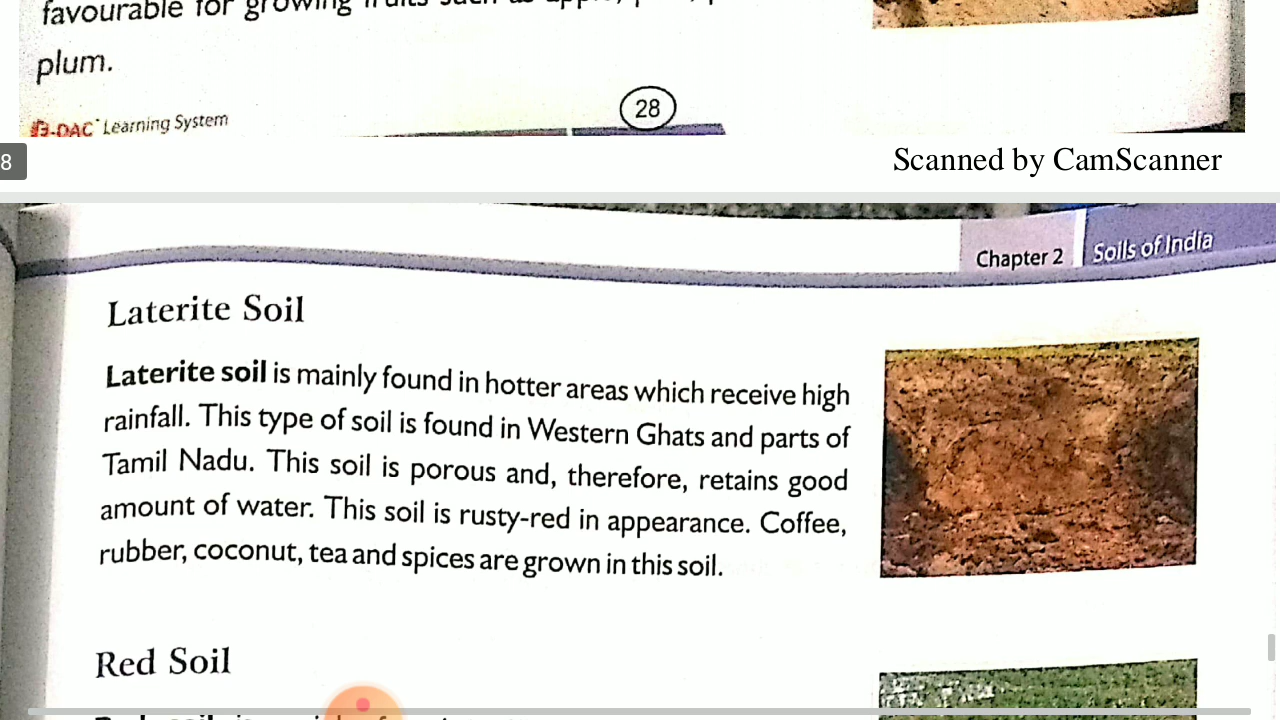 favourable for growing fruits such as
plum.
Learning System
28
8
Scanned by CamScanner
Chapter 2
Soils of India
Laterite Soil
Laterite soil is mainly found in hotter areas which receive high
rainfall. This type of soil is found in Western Ghats and parts of
Tamil Nadu. This soil is porous and, therefore, retains good
amount of water. This soil is rusty-red in appearance. Coffee,
rubber, coconut, tea and spices are grown in this soil.
Red Soil